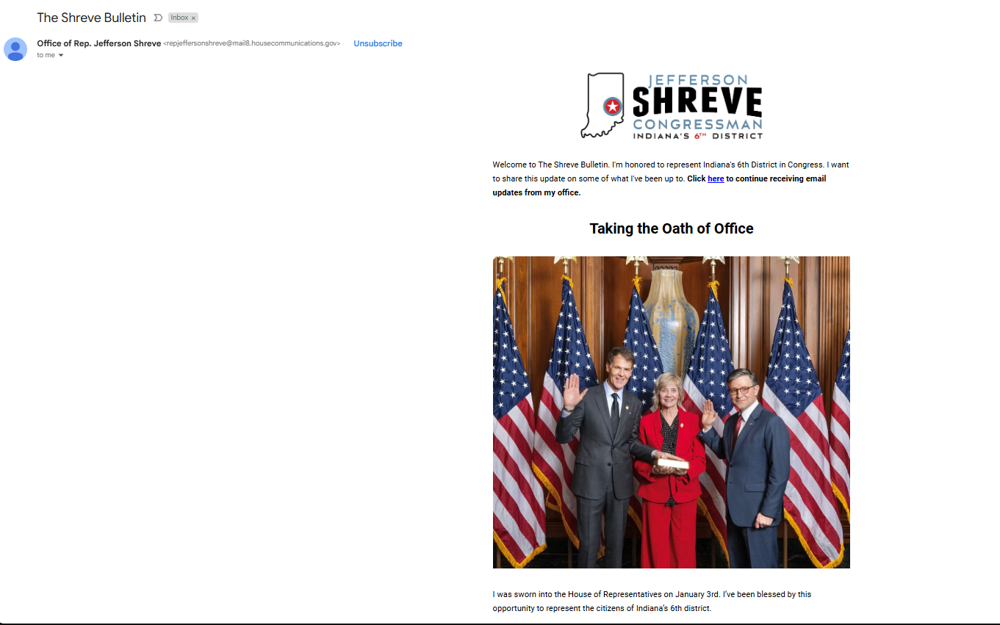 The Shreve Bulletin
Inbox ×
Office of Rep. Jefferson Shreve <repjeffersonshreve@mail8.housecommunications.gov> Unsubscribe
to me
JEFFERSON
SHREVE
CONGRESSMAN
INDIANA'S 6TH DISTRICT
Welcome to The Shreve Bulletin. I'm honored to represent Indiana's 6th District in Congress. I want
to share this update on some of what I've been up to. Click here to continue receiving email
updates from my office.
Taking the Oath of Office
I was sworn into the House of Representatives on January 3rd. I’ve been blessed by this
opportunity to represent the citizens of Indiana’s 6th district.